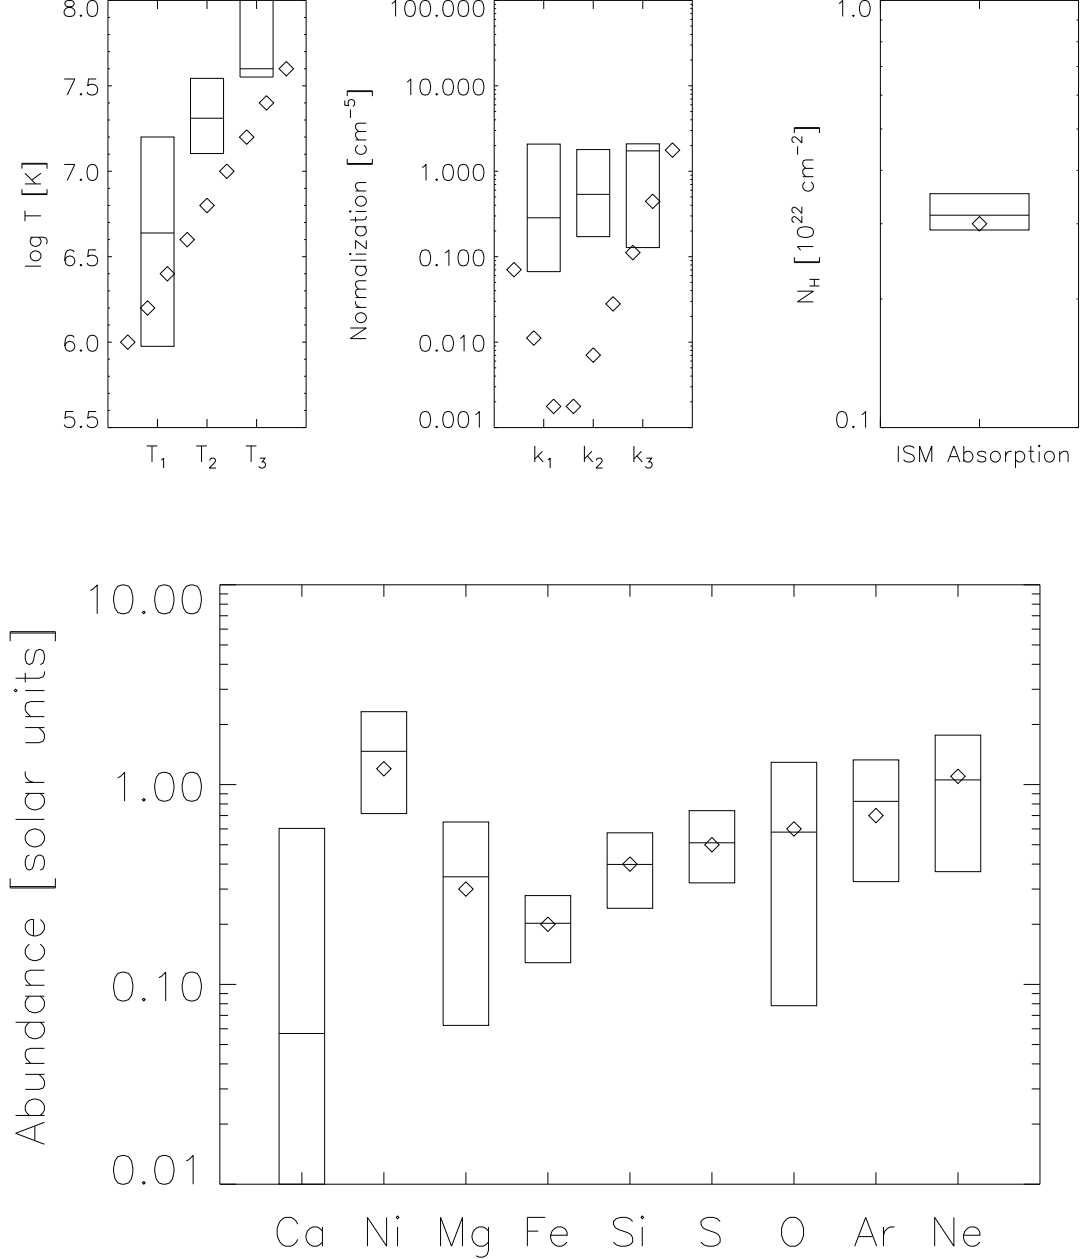 8.0
7.5
7.0
6.5
6.0
5.5
log T [K]
T₁ T₂ T₃
100.000
10.000
1.000
0.100
0.010
0.001
Normalization [cm⁻⁵]
k₁ k₂ k₃
1.0
0.1
N_H [10²² cm⁻²]
ISM Absorption
10.00
1.00
0.10
0.01
Abundance [solar units]
Ca Ni Mg Fe Si S O Ar Ne